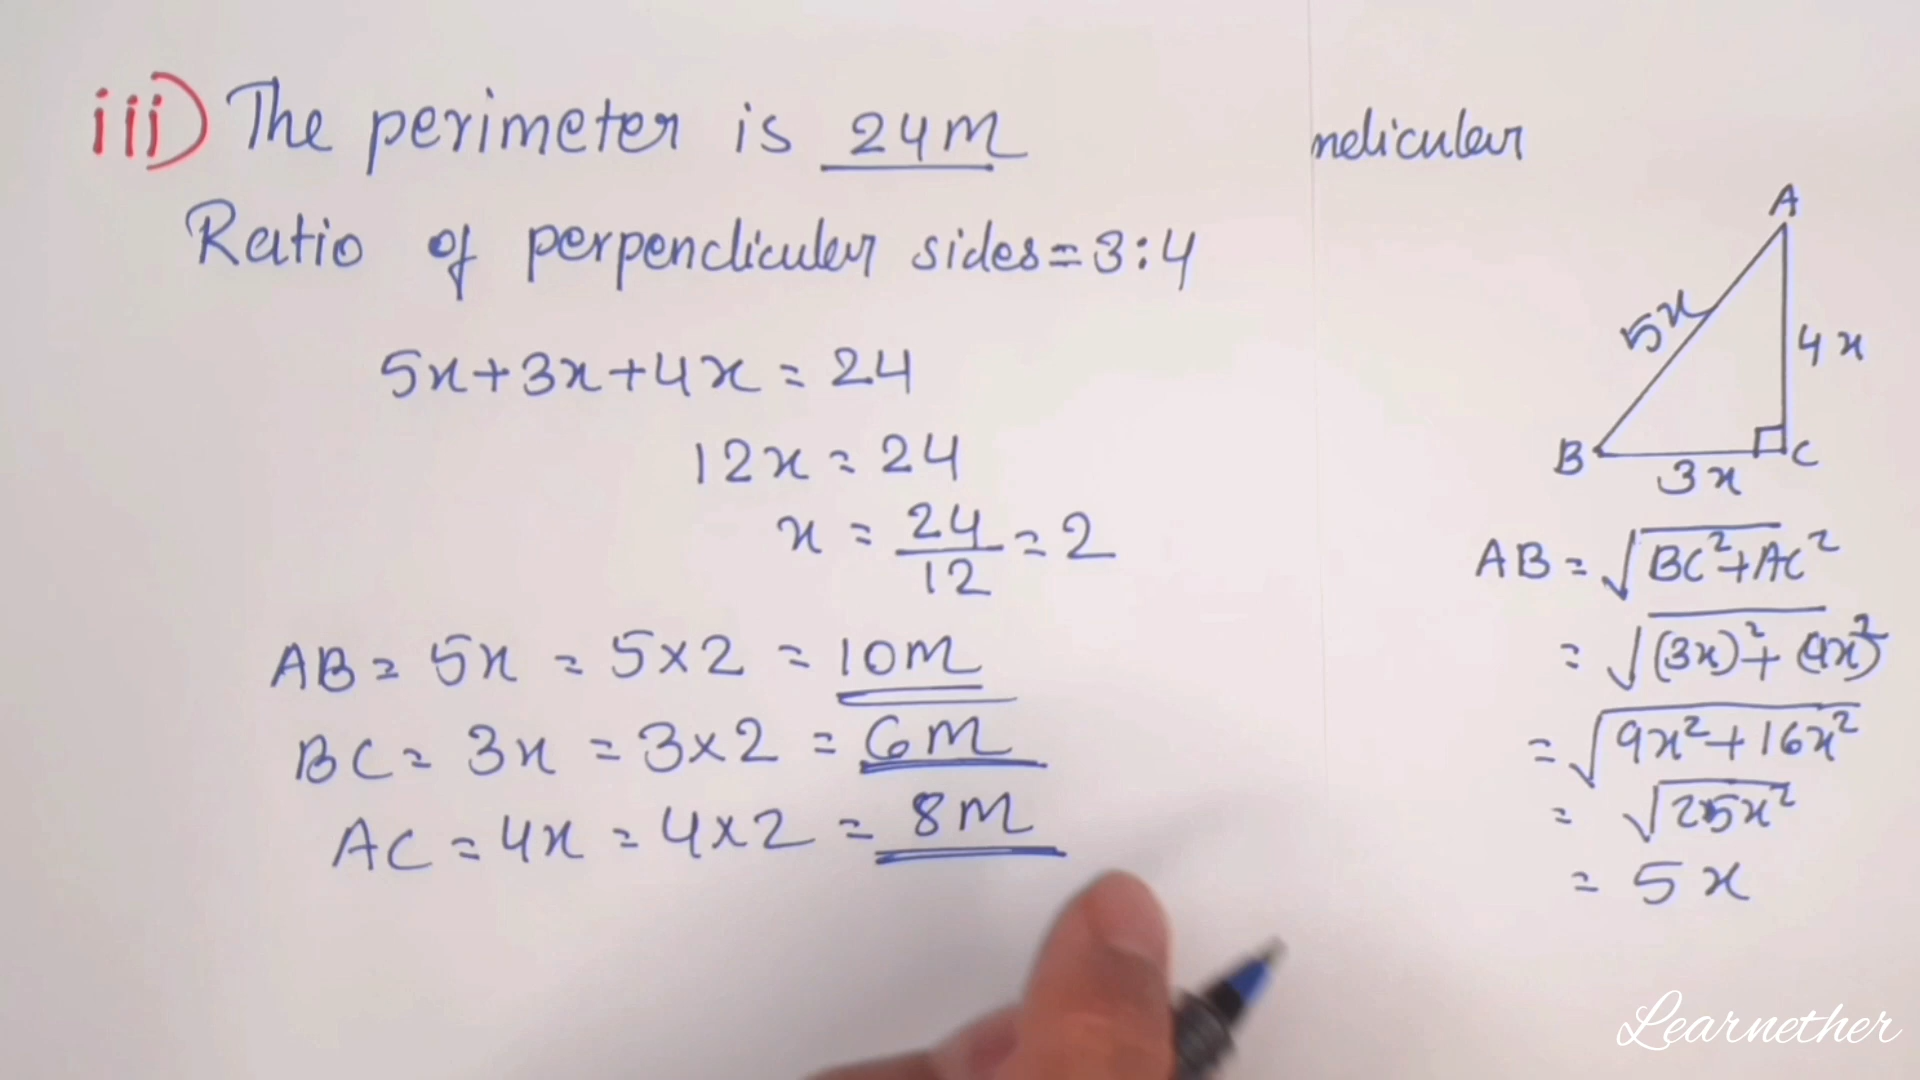 iii) The perimeter is 24m
Ratio of perpendicular sides=3:4
5x+3x+4x=24
12x=24
x=24/12=2
AB=5x=5×2=10m
BC=3x=3×2=6m
AC=4x=4×2=8m
ndicular
A
5x
4x
B
C
3x
AB=√BC²+AC²
=√(3x)²+(4x)²
=√9x²+16x²
=√25x²
=5x
Learnether